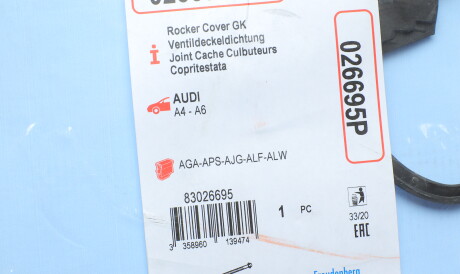 Rocker Cover GK
Ventildeckeldichtung
Joint Cache Culbuteurs
Copritestata
AUDI
A4 - A6
026695P
AGA-APS-AJG-ALF-ALW
83026695
1 PC
33/20
EAC
3 358960 139474